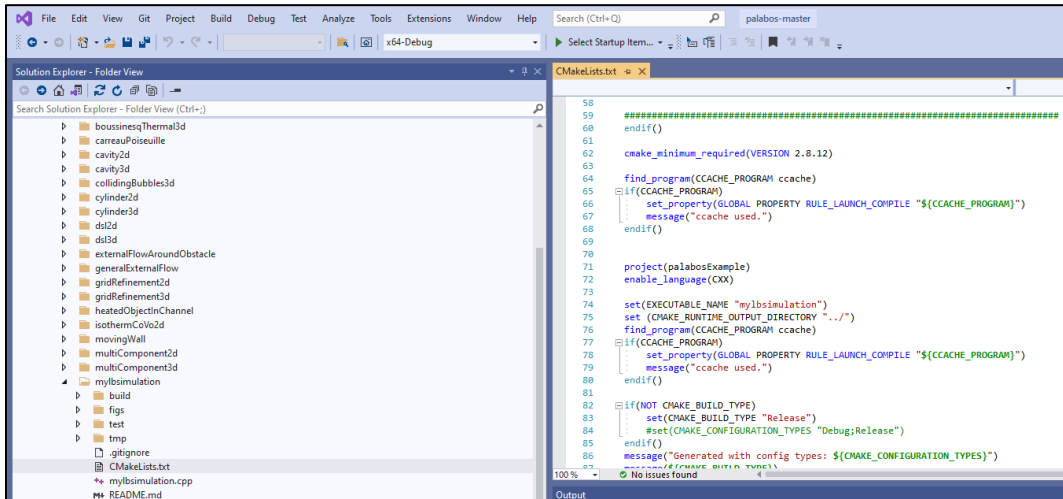 File Edit View Git Project Build Debug Test Analyze Tools Extensions Window Help Search (Ctrl+Q) palabos-master
x64-Debug Select Startup Item...
Solution Explorer - Folder View
Search Solution Explorer - Folder View (Ctrl+;)
boussinesqThermal3d
carreauPoiseuille
cavity2d
cavity3d
collidingBubbles3d
cylinder2d
cylinder3d
dsl2d
dsl3d
externalFlowAroundObstacle
generalExternalFlow
gridRefinement2d
gridRefinement3d
heatedObjectInChannel
isothermCoVo2d
movingWall
multiComponent2d
multiComponent3d
mylbsimulation
build
figs
test
tmp
.gitignore
CMakeLists.txt
mylbsimulation.cpp
README.md
CMakeLists.txt
58
59 #############################################################################
60 endif()
61
62 cmake_minimum_required(VERSION 2.8.12)
63
64 find_program(CCACHE_PROGRAM ccache)
65 if(CCACHE_PROGRAM)
66 set_property(GLOBAL PROPERTY RULE_LAUNCH_COMPILE "${CCACHE_PROGRAM}")
67 message("ccache used.")
68 endif()
69
70
71 project(palabosExample)
72 enable_language(CXX)
73
74 set(EXECUTABLE_NAME "mylbsimulation")
75 set (CMAKE_RUNTIME_OUTPUT_DIRECTORY "../")
76 find_program(CCACHE_PROGRAM ccache)
77 if(CCACHE_PROGRAM)
78 set_property(GLOBAL PROPERTY RULE_LAUNCH_COMPILE "${CCACHE_PROGRAM}")
79 message("ccache used.")
80 endif()
81
82 if(NOT CMAKE_BUILD_TYPE)
83 set(CMAKE_BUILD_TYPE "Release")
84 #set(CMAKE_CONFIGURATION_TYPES "Debug;Release")
85 endif()
86 message("Generated with config types: ${CMAKE_CONFIGURATION_TYPES}")
87 message(${CMAKE_BUILD_TYPE})
100 % No issues found
Output